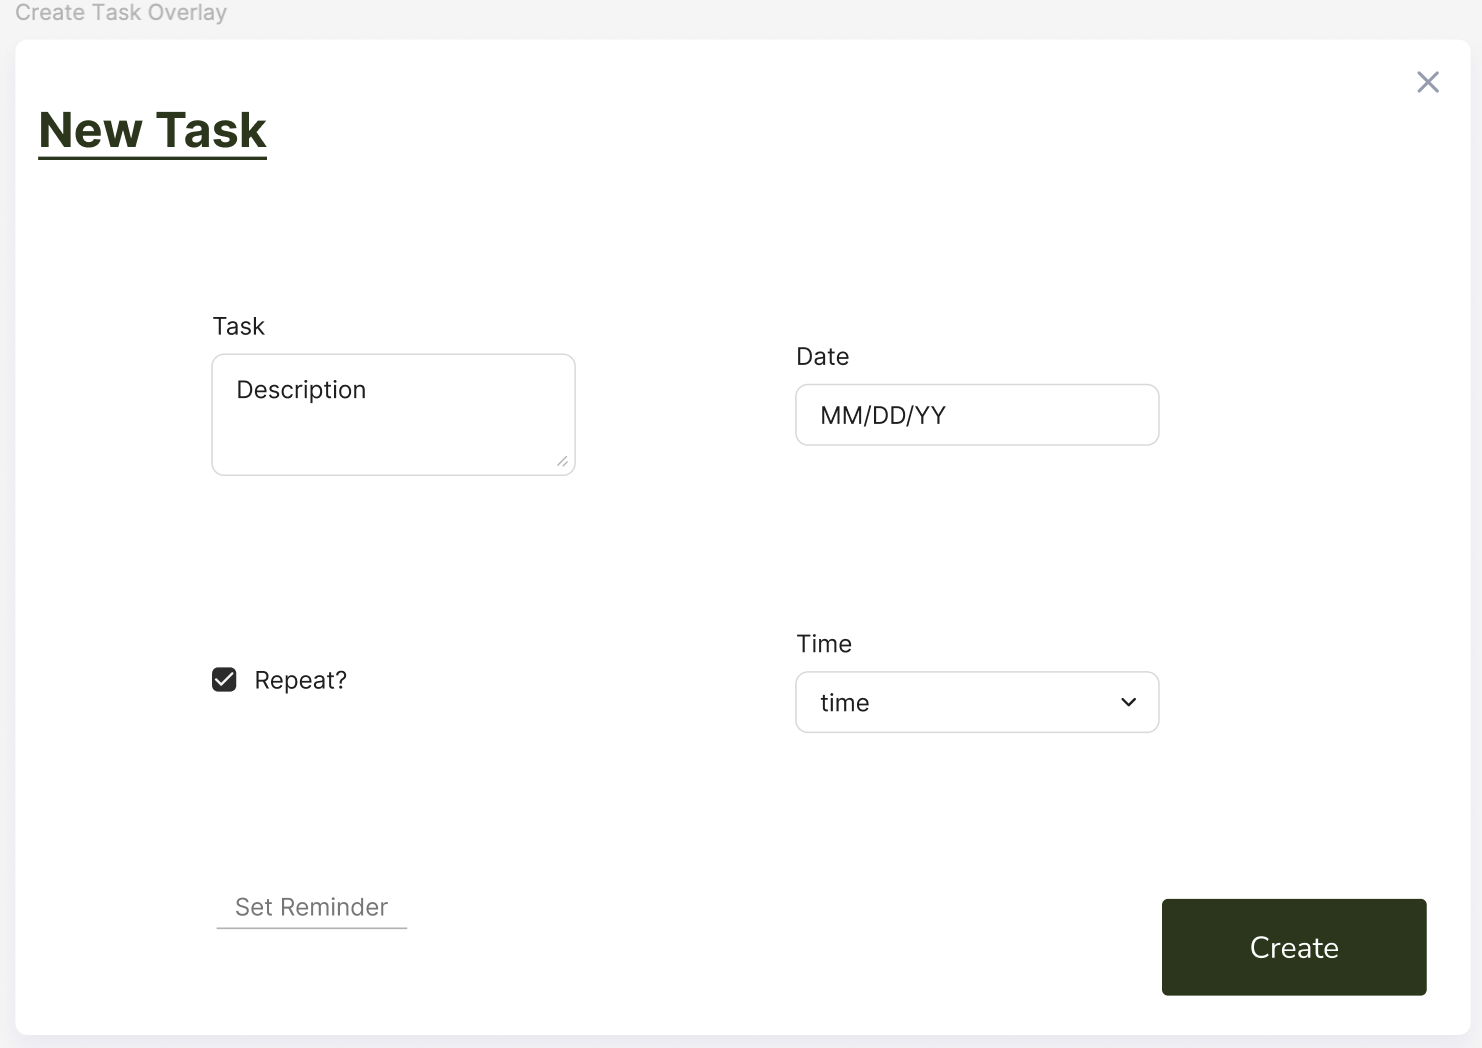 Create Task Overlay
New Task
Task
Description
Date
MM/DD/YY
Repeat?
Time
time
Set Reminder
Create